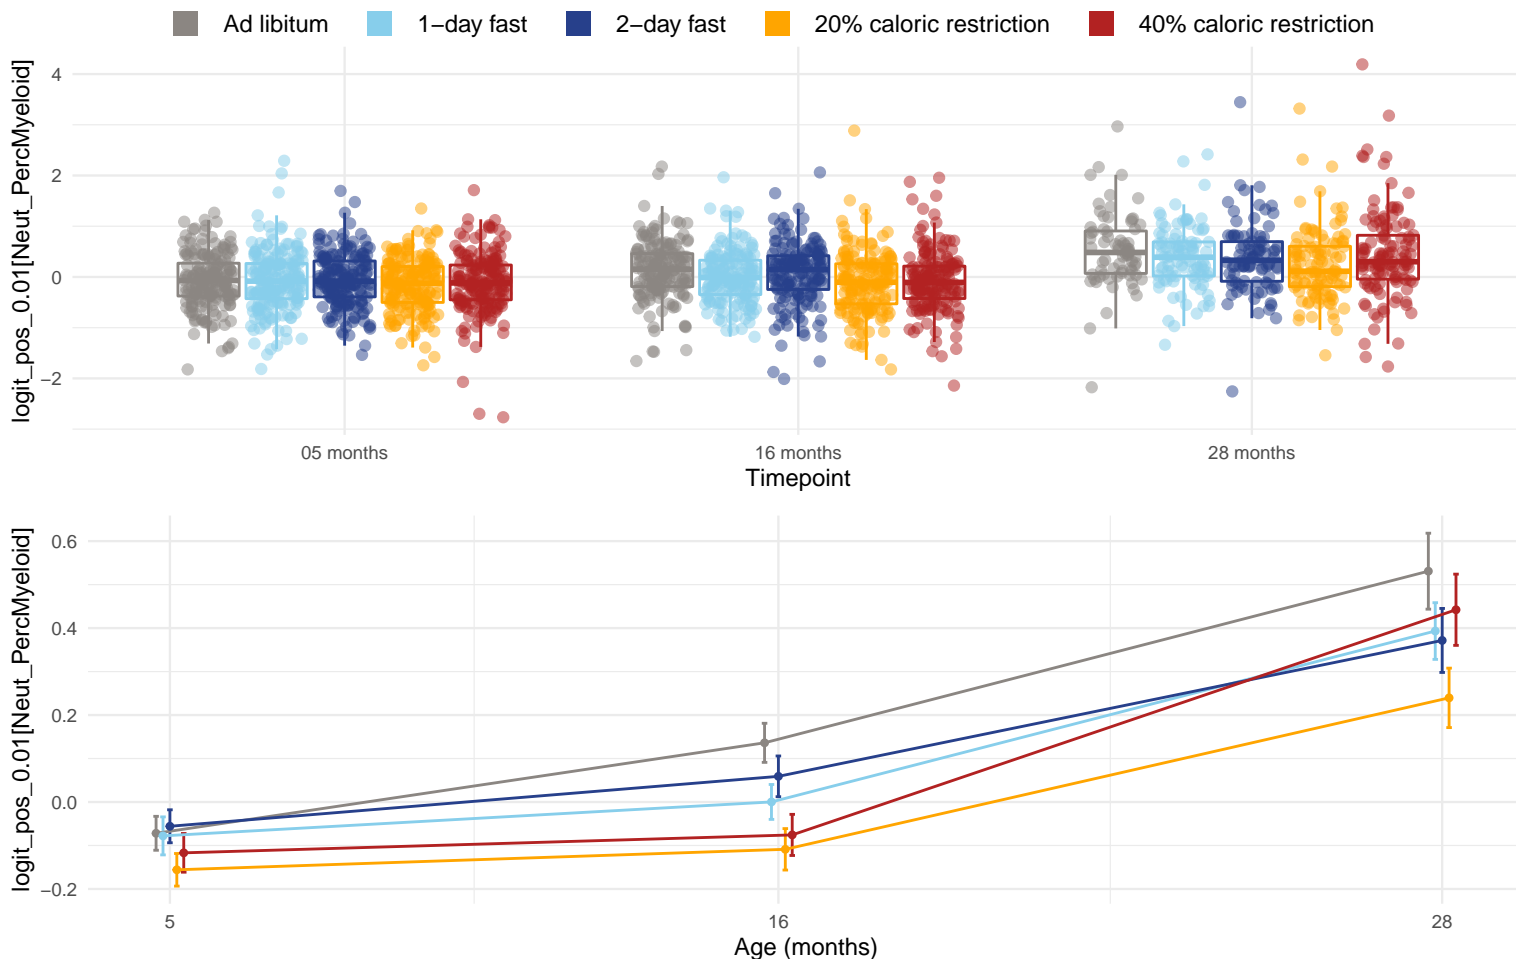 Ad libitum 1−day fast 2−day fast 20% caloric restriction 40% caloric restriction
logit_pos_0.01[Neut_PercMyeloid]
4
2
0
−2
05 months 16 months 28 months
Timepoint
logit_pos_0.01[Neut_PercMyeloid]
0.6
0.4
0.2
0.0
−0.2
5 16 28
Age (months)